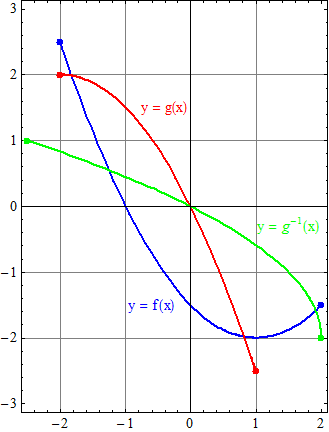 3
2
y = g(x)
1
y = g⁻¹(x)
0
−1
y = f(x)
−2
−3
−2 −1 0 1 2